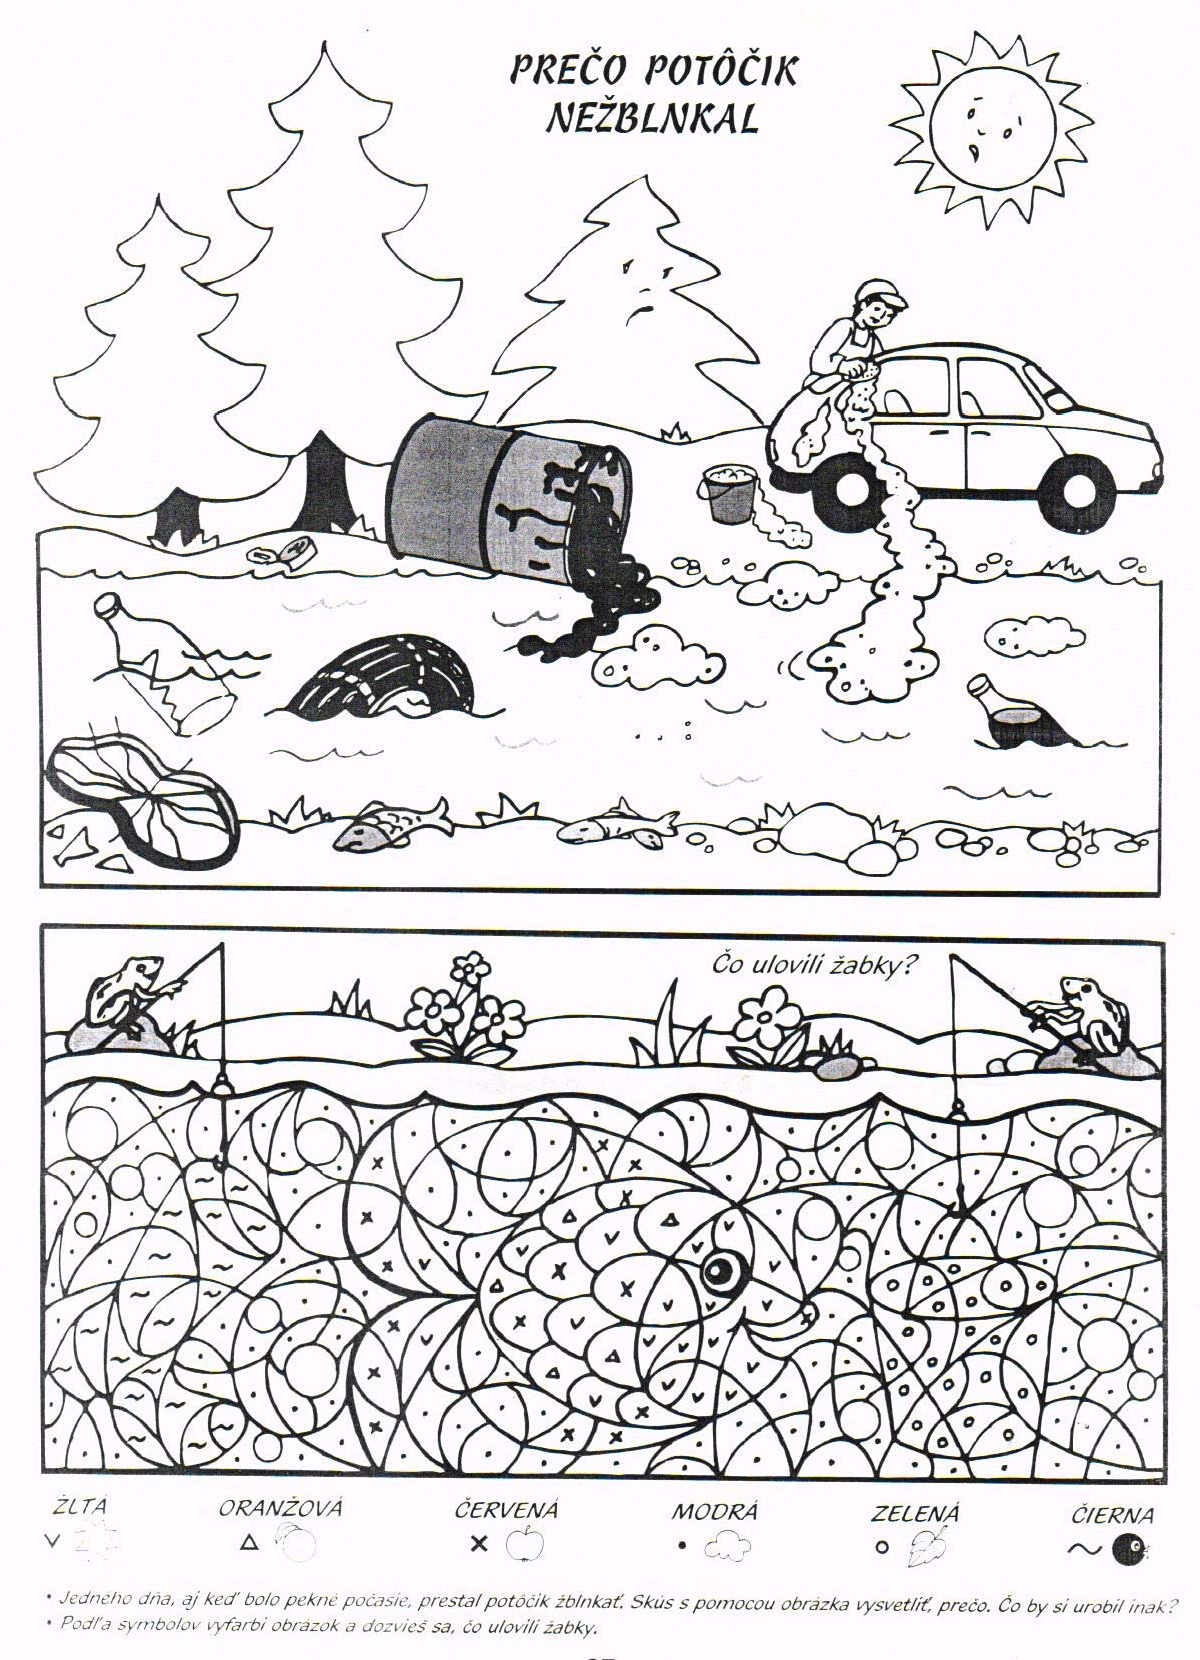 PREČO POTÔČIK
NEŽBLNKAL
Čo ulovili žabky?
ŽLTÁ ORANŽOVÁ ČERVENÁ MODRÁ ZELENÁ ČIERNA
• Jedného dňa, aj keď bolo pekné počasie, prestal potôčik žblnkať. Skús s pomocou obrázka vysvetliť, prečo. Čo by si urobil inak?
• Podľa symbolov vyfarbi obrázok a dozvieš sa, čo ulovili žabky.